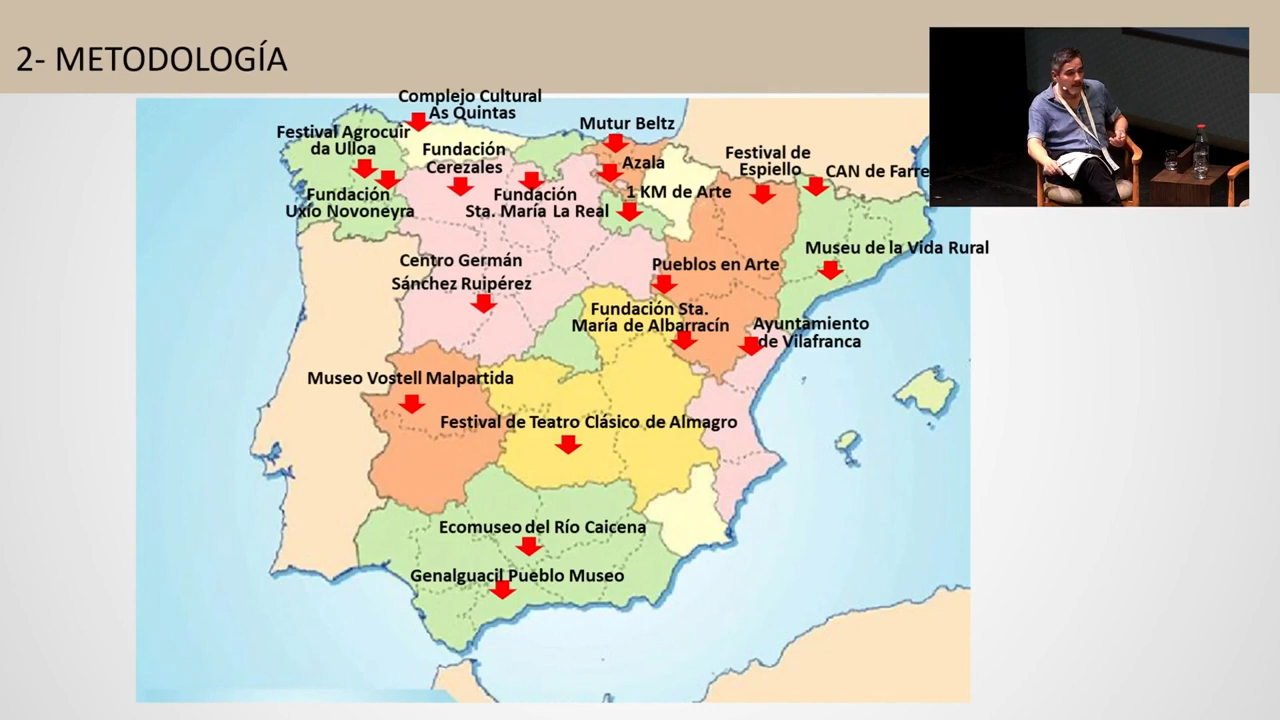 2- METODOLOGÍA
Complejo Cultural
As Quintas
Festival Agrocuir
da Ulloa
Mutur Beltz
Fundación
Cerezales
Azala
Festival de
Espiello
CAN de Farre
Fundación
Uxío Novoneyra
Fundación
Sta. María La Real
1 KM de Arte
Museu de la Vida Rural
Centro Germán
Sánchez Ruipérez
Pueblos en Arte
Fundación Sta.
María de Albarracín
Ayuntamiento
de Vilafranca
Museo Vostell Malpartida
Festival de Teatro Clásico de Almagro
Ecomuseo del Río Caicena
Genalguacil Pueblo Museo